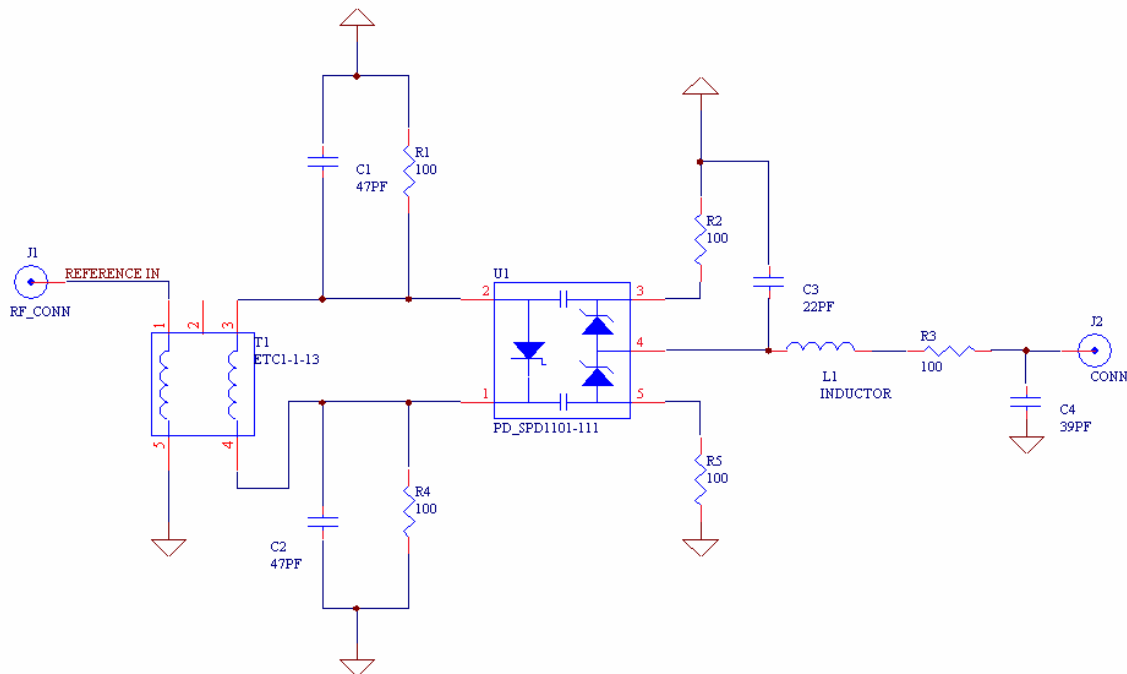 C1
47PF
R1
100
R2
100
J1
REFERENCE IN
RF_CONN
U1
2
3
C3
22PF
1
2
3
T1
ETC1-1-13
4
R3
100
J2
CONN
L1
INDUCTOR
1
5
C4
39PF
PD_SPD1101-111
5
4
R4
100
R5
100
C2
47PF